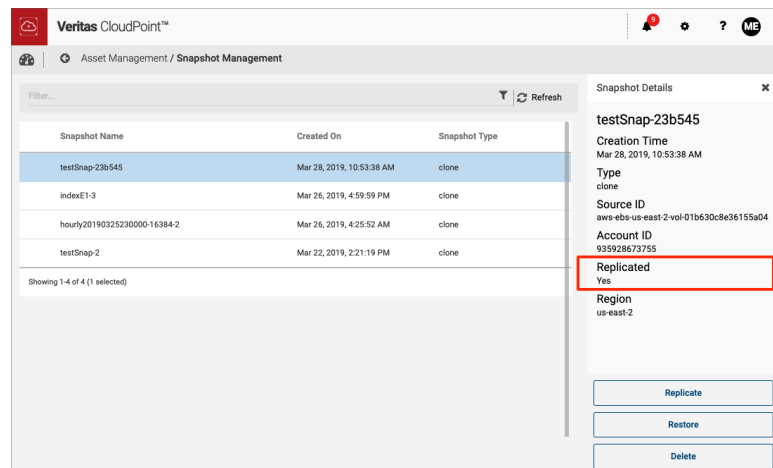 Veritas CloudPoint™
9
?
ME
Asset Management / Snapshot Management
Filter...
Refresh
Snapshot Name Created On Snapshot Type
testSnap-23b545 Mar 28, 2019, 10:53:38 AM clone
indexE1-3 Mar 26, 2019, 4:59:59 PM clone
hourly20190325230000-16384-2 Mar 26, 2019, 4:25:52 AM clone
testSnap-2 Mar 22, 2019, 2:21:19 PM clone
Showing 1-4 of 4 (1 selected)
Snapshot Details
testSnap-23b545
Creation Time
Mar 28, 2019, 10:53:38 AM
Type
clone
Source ID
aws-ebs-us-east-2-vol-01b630c8e36155a04
Account ID
935928673755
Replicated
Yes
Region
us-east-2
Replicate
Restore
Delete